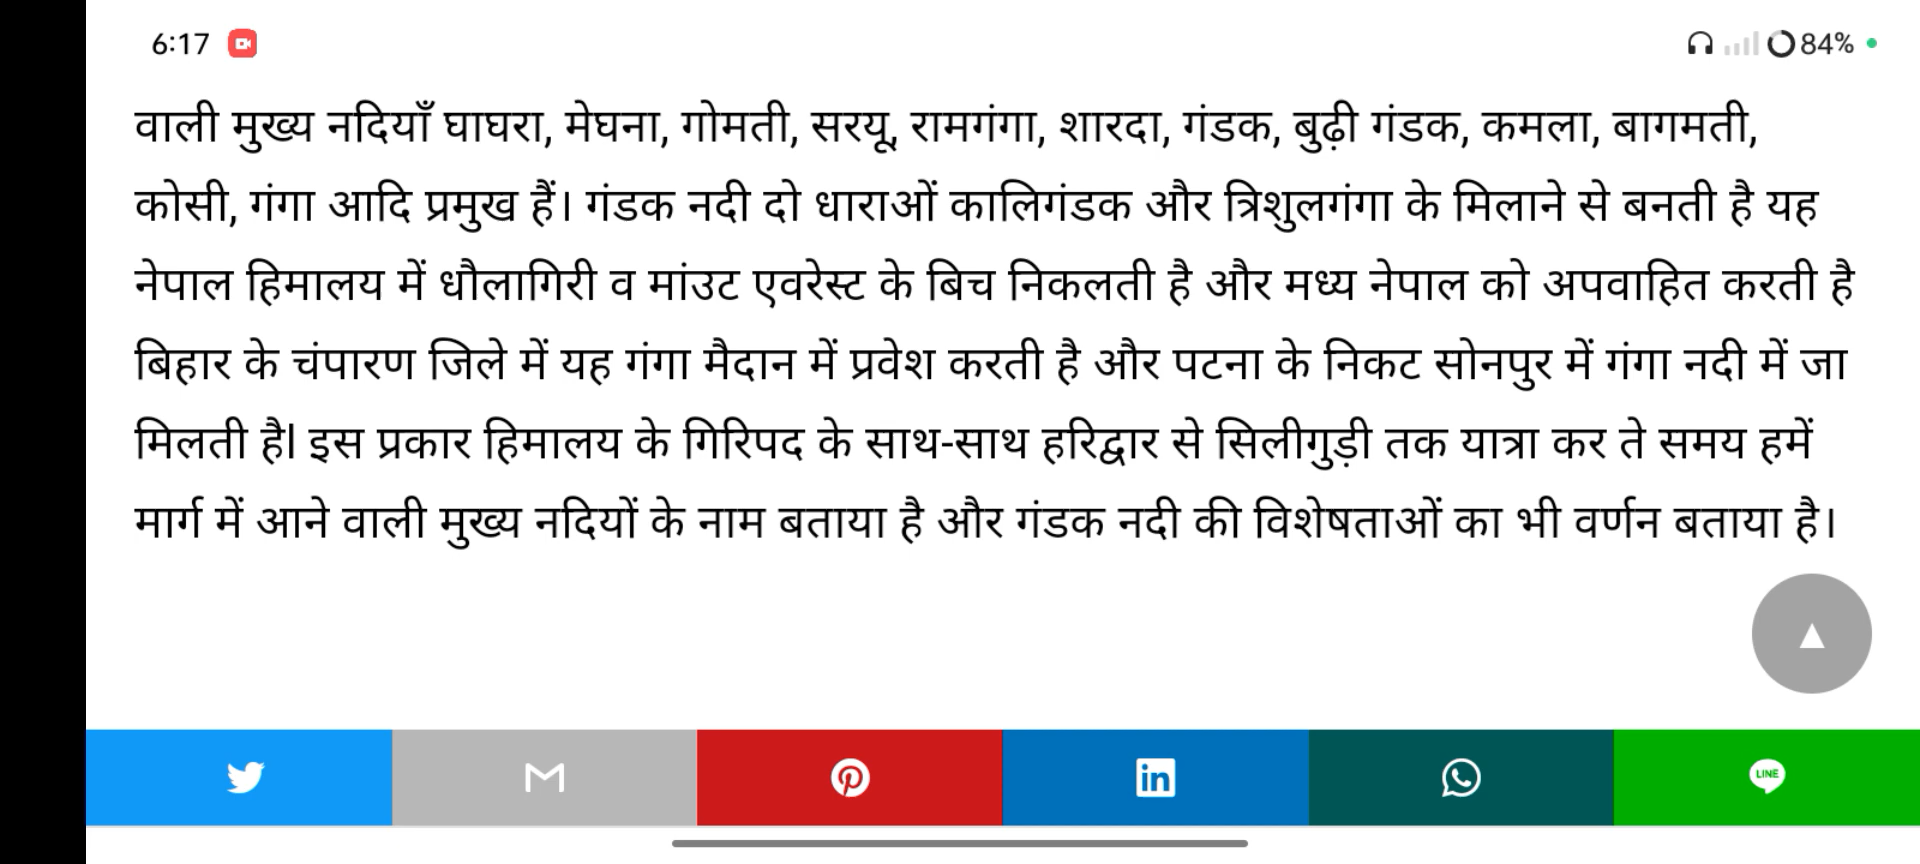 6:17
84%
वाली मुख्य नदियाँ घाघरा, मेघना, गोमती, सरयू, रामगंगा, शारदा, गंडक, बुढ़ी गंडक, कमला, बागमती,
कोसी, गंगा आदि प्रमुख हैं। गंडक नदी दो धाराओं कालिगंडक और त्रिशुलगंगा के मिलाने से बनती है यह
नेपाल हिमालय में धौलागिरी व मांउट एवरेस्ट के बिच निकलती है और मध्य नेपाल को अपवाहित करती है
बिहार के चंपारण जिले में यह गंगा मैदान में प्रवेश करती है और पटना के निकट सोनपुर में गंगा नदी में जा
मिलती हैl इस प्रकार हिमालय के गिरिपद के साथ-साथ हरिद्वार से सिलीगुड़ी तक यात्रा कर ते समय हमें
मार्ग में आने वाली मुख्य नदियों के नाम बताया है और गंडक नदी की विशेषताओं का भी वर्णन बताया है।
in
LINE